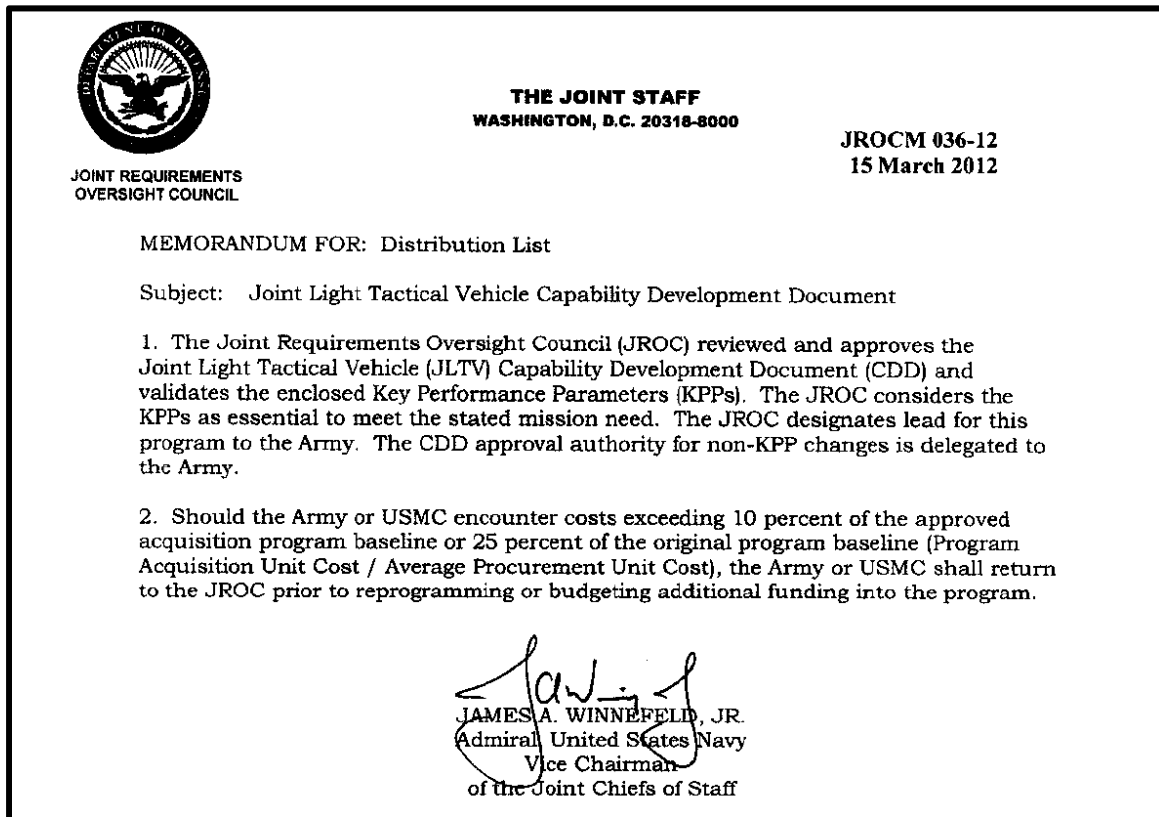 DEPARTMENT OF DEFENSE
THE JOINT STAFF
WASHINGTON, D.C. 20318-8000
JROCM 036-12
15 March 2012
JOINT REQUIREMENTS
OVERSIGHT COUNCIL
MEMORANDUM FOR: Distribution List
Subject: Joint Light Tactical Vehicle Capability Development Document
1. The Joint Requirements Oversight Council (JROC) reviewed and approves the
Joint Light Tactical Vehicle (JLTV) Capability Development Document (CDD) and
validates the enclosed Key Performance Parameters (KPPs). The JROC considers the
KPPs as essential to meet the stated mission need. The JROC designates lead for this
program to the Army. The CDD approval authority for non-KPP changes is delegated to
the Army.
2. Should the Army or USMC encounter costs exceeding 10 percent of the approved
acquisition program baseline or 25 percent of the original program baseline (Program
Acquisition Unit Cost / Average Procurement Unit Cost), the Army or USMC shall return
to the JROC prior to reprogramming or budgeting additional funding into the program.
JAMES A. WINNEFELD, JR.
Admiral, United States Navy
Vice Chairman
of the Joint Chiefs of Staff